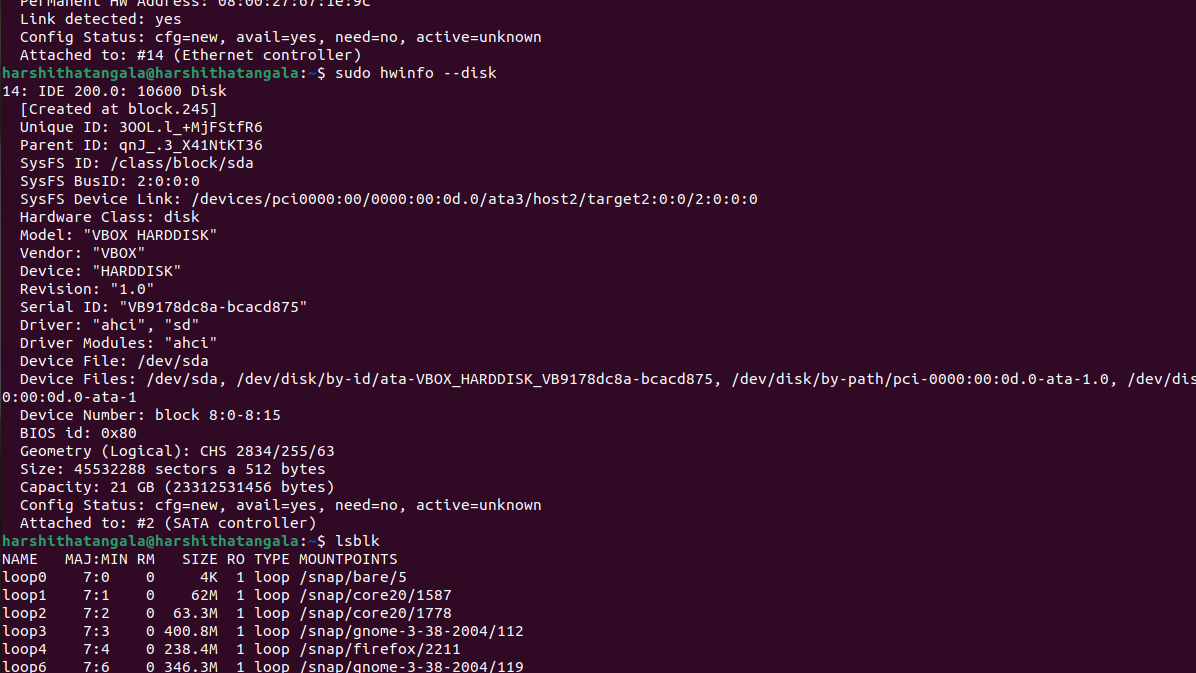 Permanent HW Address: 08:00:27:67:1e:9c
  Link detected: yes
  Config Status: cfg=new, avail=yes, need=no, active=unknown
  Attached to: #14 (Ethernet controller)
harshithatangala@harshithatangala:~$ sudo hwinfo --disk
14: IDE 200.0: 10600 Disk
  [Created at block.245]
  Unique ID: 3OOL.l_+MjFStfR6
  Parent ID: qnJ_.3_X41NtKT36
  SysFS ID: /class/block/sda
  SysFS BusID: 2:0:0:0
  SysFS Device Link: /devices/pci0000:00/0000:00:0d.0/ata3/host2/target2:0:0/2:0:0:0
  Hardware Class: disk
  Model: "VBOX HARDDISK"
  Vendor: "VBOX"
  Device: "HARDDISK"
  Revision: "1.0"
  Serial ID: "VB9178dc8a-bcacd875"
  Driver: "ahci", "sd"
  Driver Modules: "ahci"
  Device File: /dev/sda
  Device Files: /dev/sda, /dev/disk/by-id/ata-VBOX_HARDDISK_VB9178dc8a-bcacd875, /dev/disk/by-path/pci-0000:00:0d.0-ata-1.0, /dev/dis
0:00:0d.0-ata-1
  Device Number: block 8:0-8:15
  BIOS id: 0x80
  Geometry (Logical): CHS 2834/255/63
  Size: 45532288 sectors a 512 bytes
  Capacity: 21 GB (23312531456 bytes)
  Config Status: cfg=new, avail=yes, need=no, active=unknown
  Attached to: #2 (SATA controller)
harshithatangala@harshithatangala:~$ lsblk
NAME   MAJ:MIN RM   SIZE RO TYPE MOUNTPOINTS
loop0    7:0    0     4K  1 loop /snap/bare/5
loop1    7:1    0    62M  1 loop /snap/core20/1587
loop2    7:2    0  63.3M  1 loop /snap/core20/1778
loop3    7:3    0 400.8M  1 loop /snap/gnome-3-38-2004/112
loop4    7:4    0 238.4M  1 loop /snap/firefox/2211
loop6    7:6    0 346.3M  1 loop /snap/gnome-3-38-2004/119